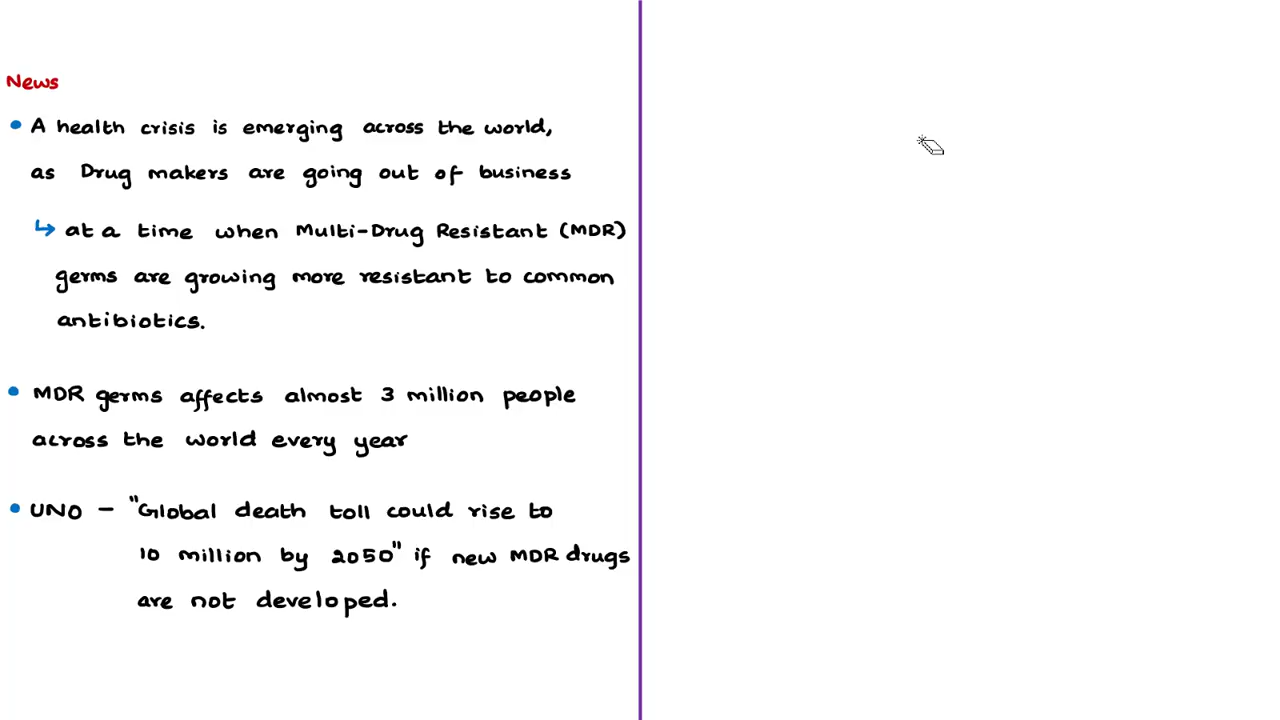 News
• A health crisis is emerging across the world,
as Drug makers are going out of business
↳ at a time when Multi-Drug Resistant (MDR)
germs are growing more resistant to common
antibiotics.
• MDR germs affects almost 3 million people
across the world every year
• UNO - "Global death toll could rise to
10 million by 2050" if new MDR drugs
are not developed.